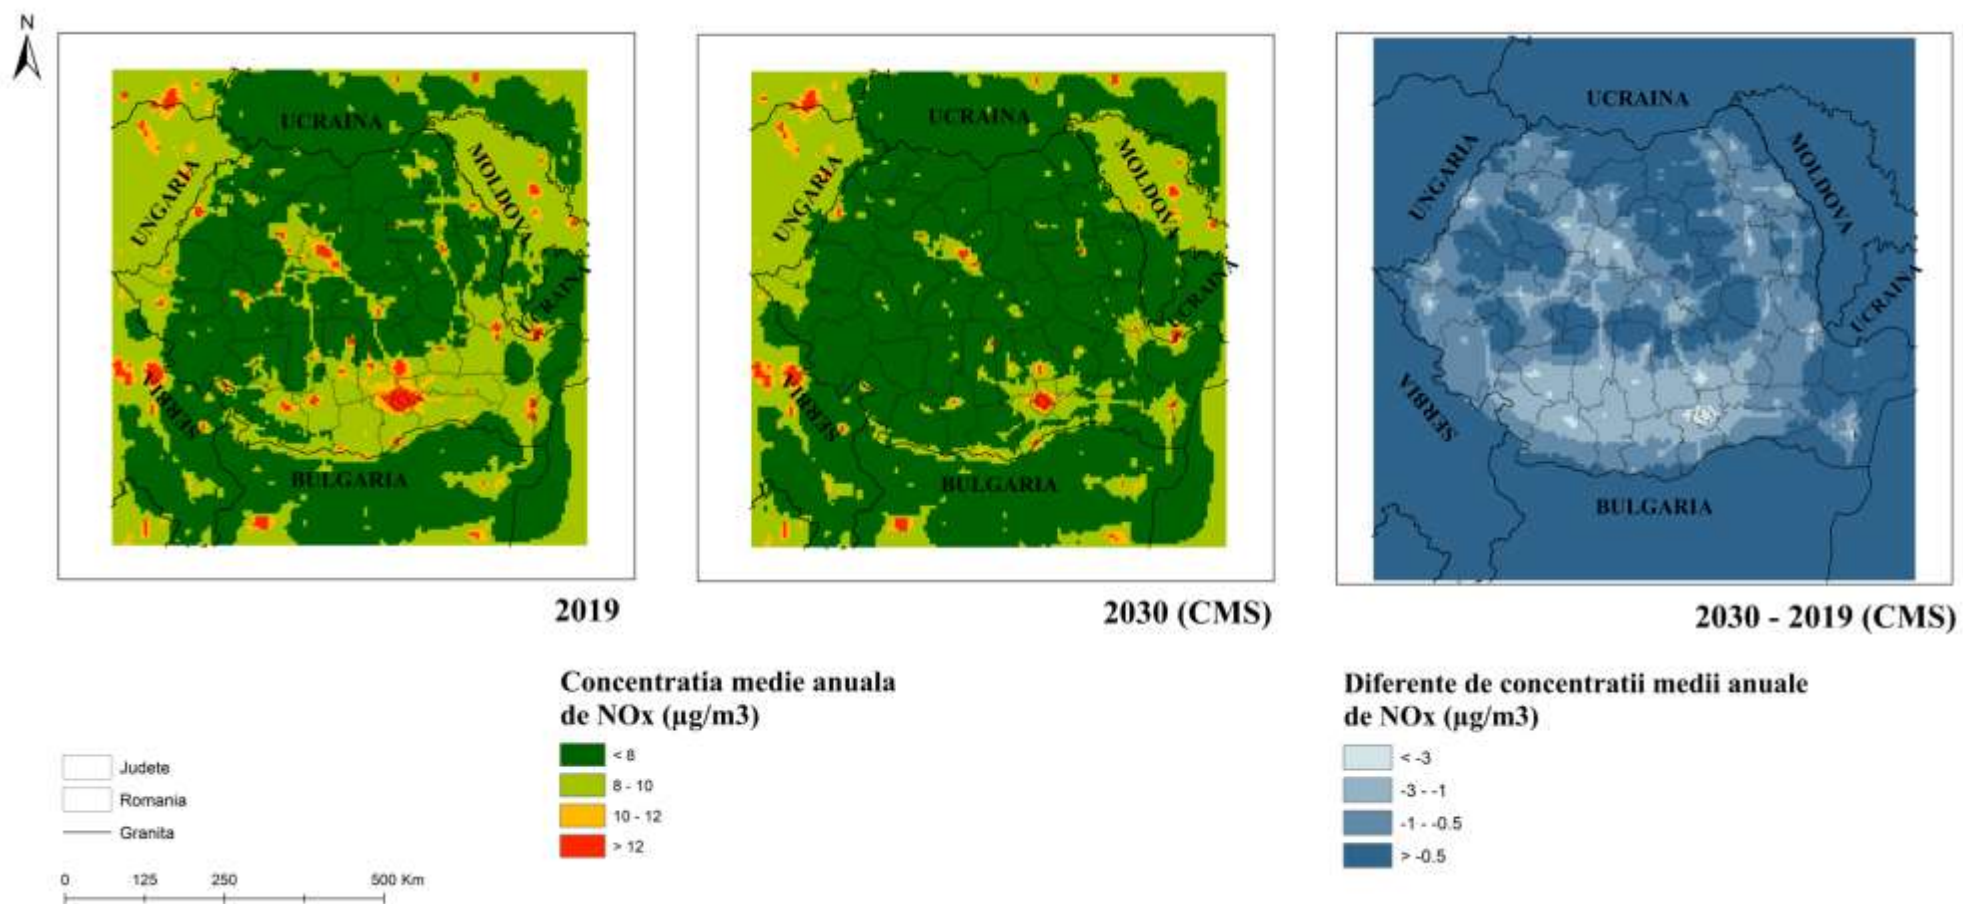 N
UCRAINA
UNGARIA
MOLDOVA
UCRAINA
SERBIA
BULGARIA
2019
UCRAINA
UNGARIA
MOLDOVA
UCRAINA
SERBIA
BULGARIA
2030 (CMS)
UCRAINA
UNGARIA
MOLDOVA
UCRAINA
SERBIA
BULGARIA
2030 - 2019 (CMS)
Concentratia medie anuala
de NOx (µg/m3)
< 8
8 - 10
10 - 12
> 12
Diferente de concentratii medii anuale
de NOx (µg/m3)
< -3
-3 - -1
-1 - -0.5
> -0.5
Judete
Romania
Granita
0 125 250 500 Km